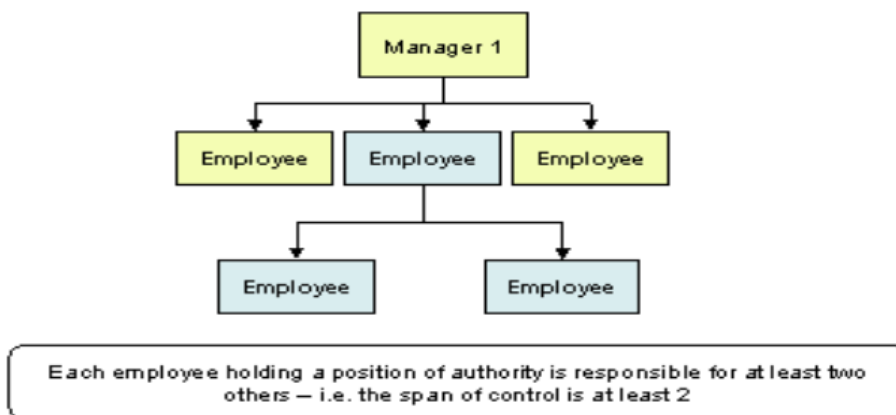 Manager 1
Employee
Employee
Employee
Employee
Employee
Each employee holding a position of authority is responsible for at least two
others – i.e. the span of control is at least 2